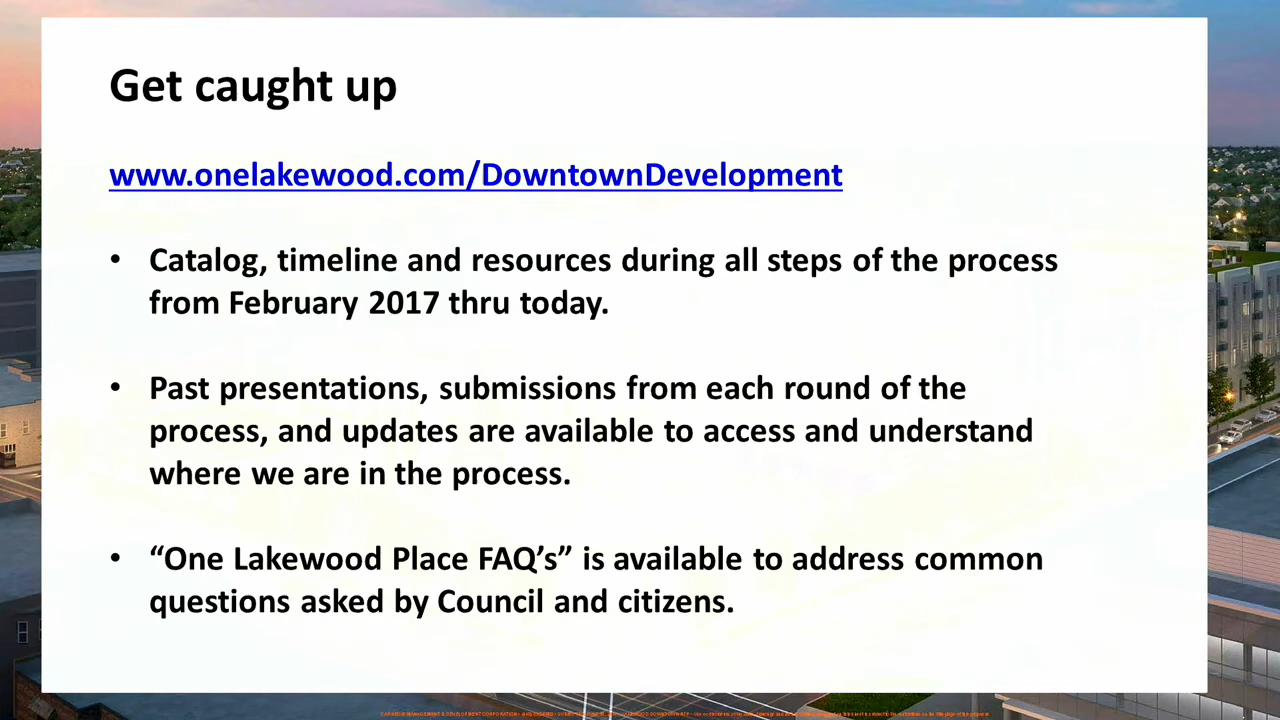 Get caught up
www.onelakewood.com/DowntownDevelopment
• Catalog, timeline and resources during all steps of the process
from February 2017 thru today.
• Past presentations, submissions from each round of the
process, and updates are available to access and understand
where we are in the process.
• “One Lakewood Place FAQ’s” is available to address common
questions asked by Council and citizens.